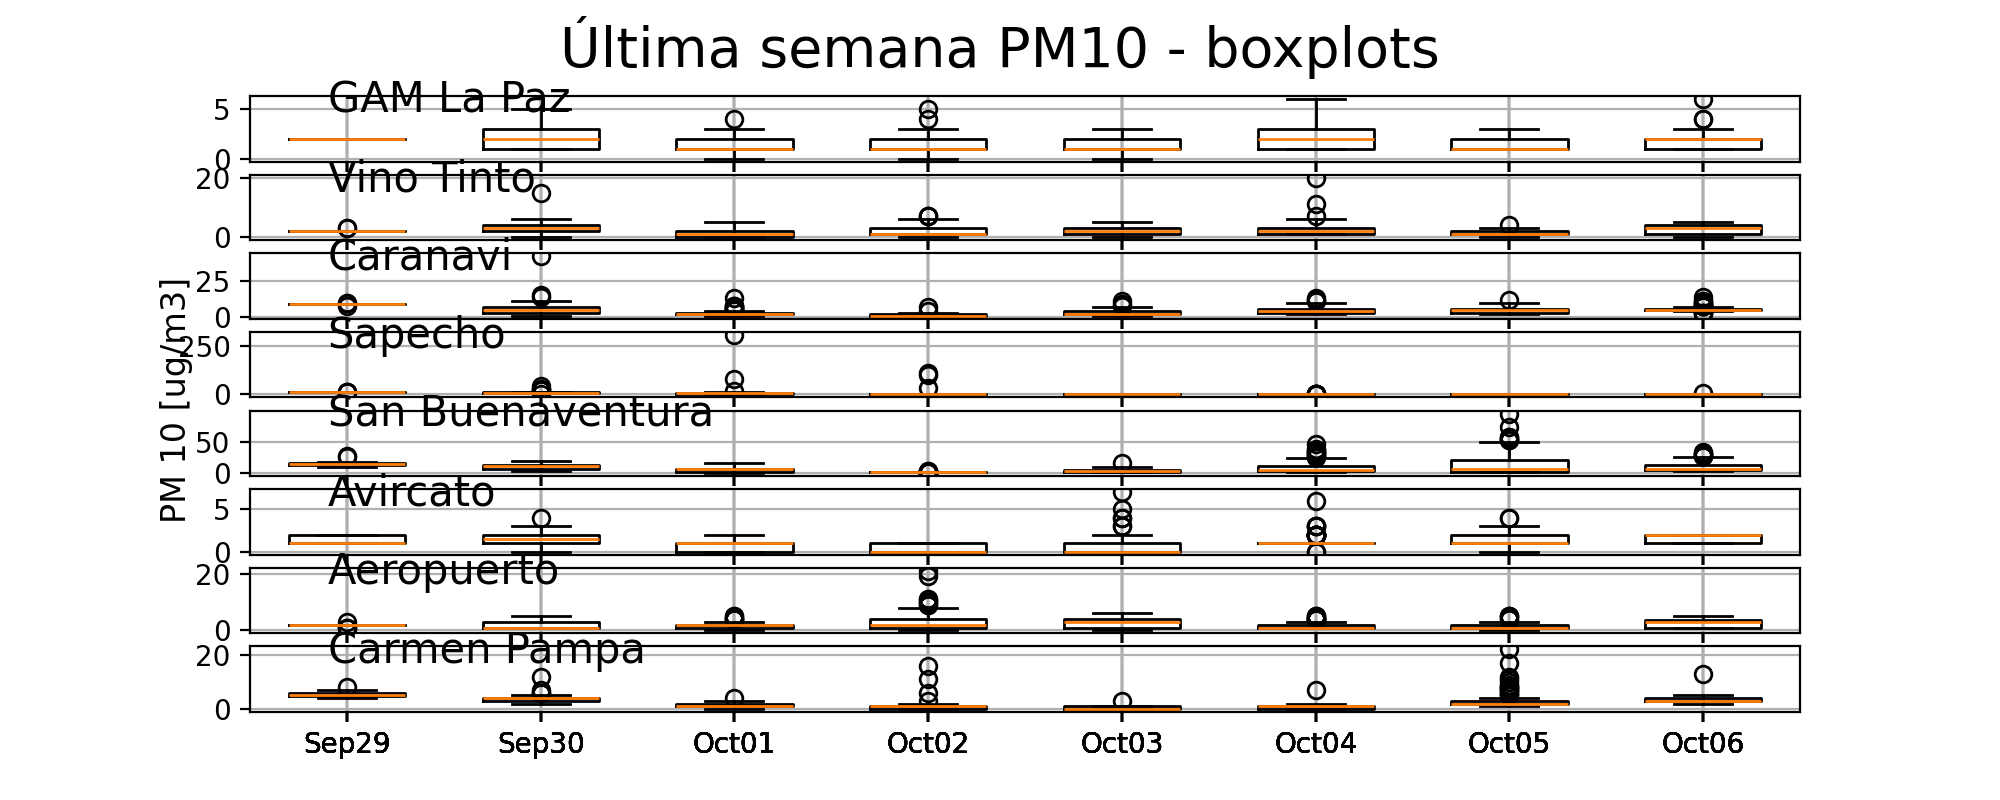 Última semana PM10 - boxplots
GAM La Paz
5
0
Vino Tinto
20
0
Caranavi
25
0
Sapecho
250
0
San Buenaventura
50
0
Avircato
5
0
Aeropuerto
20
0
Carmen Pampa
20
0
PM 10 [ug/m3]
Sep29 Sep30 Oct01 Oct02 Oct03 Oct04 Oct05 Oct06